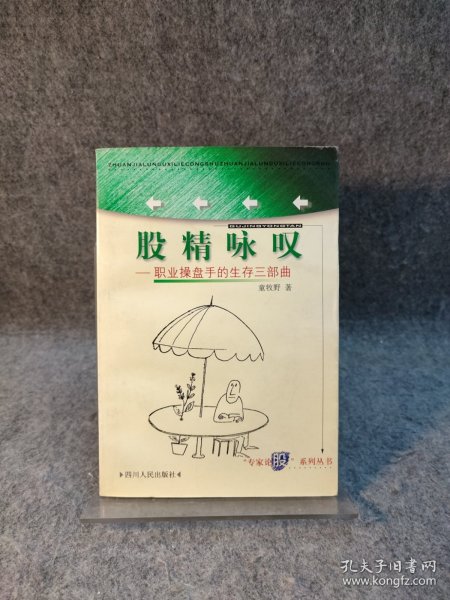 ZHUANJIALUNGUXILIECONGSHUZHUANJIALUNGUXILIECONGSHU
GUJINGYONGTAN
股精咏叹
—职业操盘手的生存三部曲
童牧野 著
“专家论股”系列丛书
四川人民出版社
孔夫子旧书网
www.kongfz.com